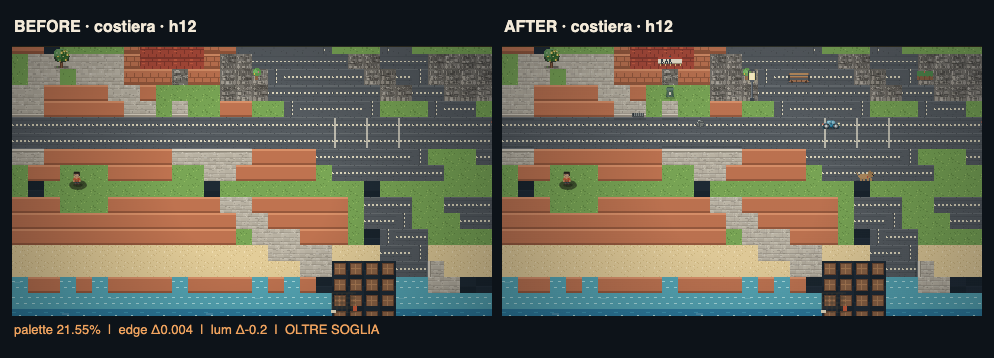 BEFORE · costiera · h12
AFTER · costiera · h12
palette 21.55% | edge Δ0.004 | lum Δ-0.2 | OLTRE SOGLIA